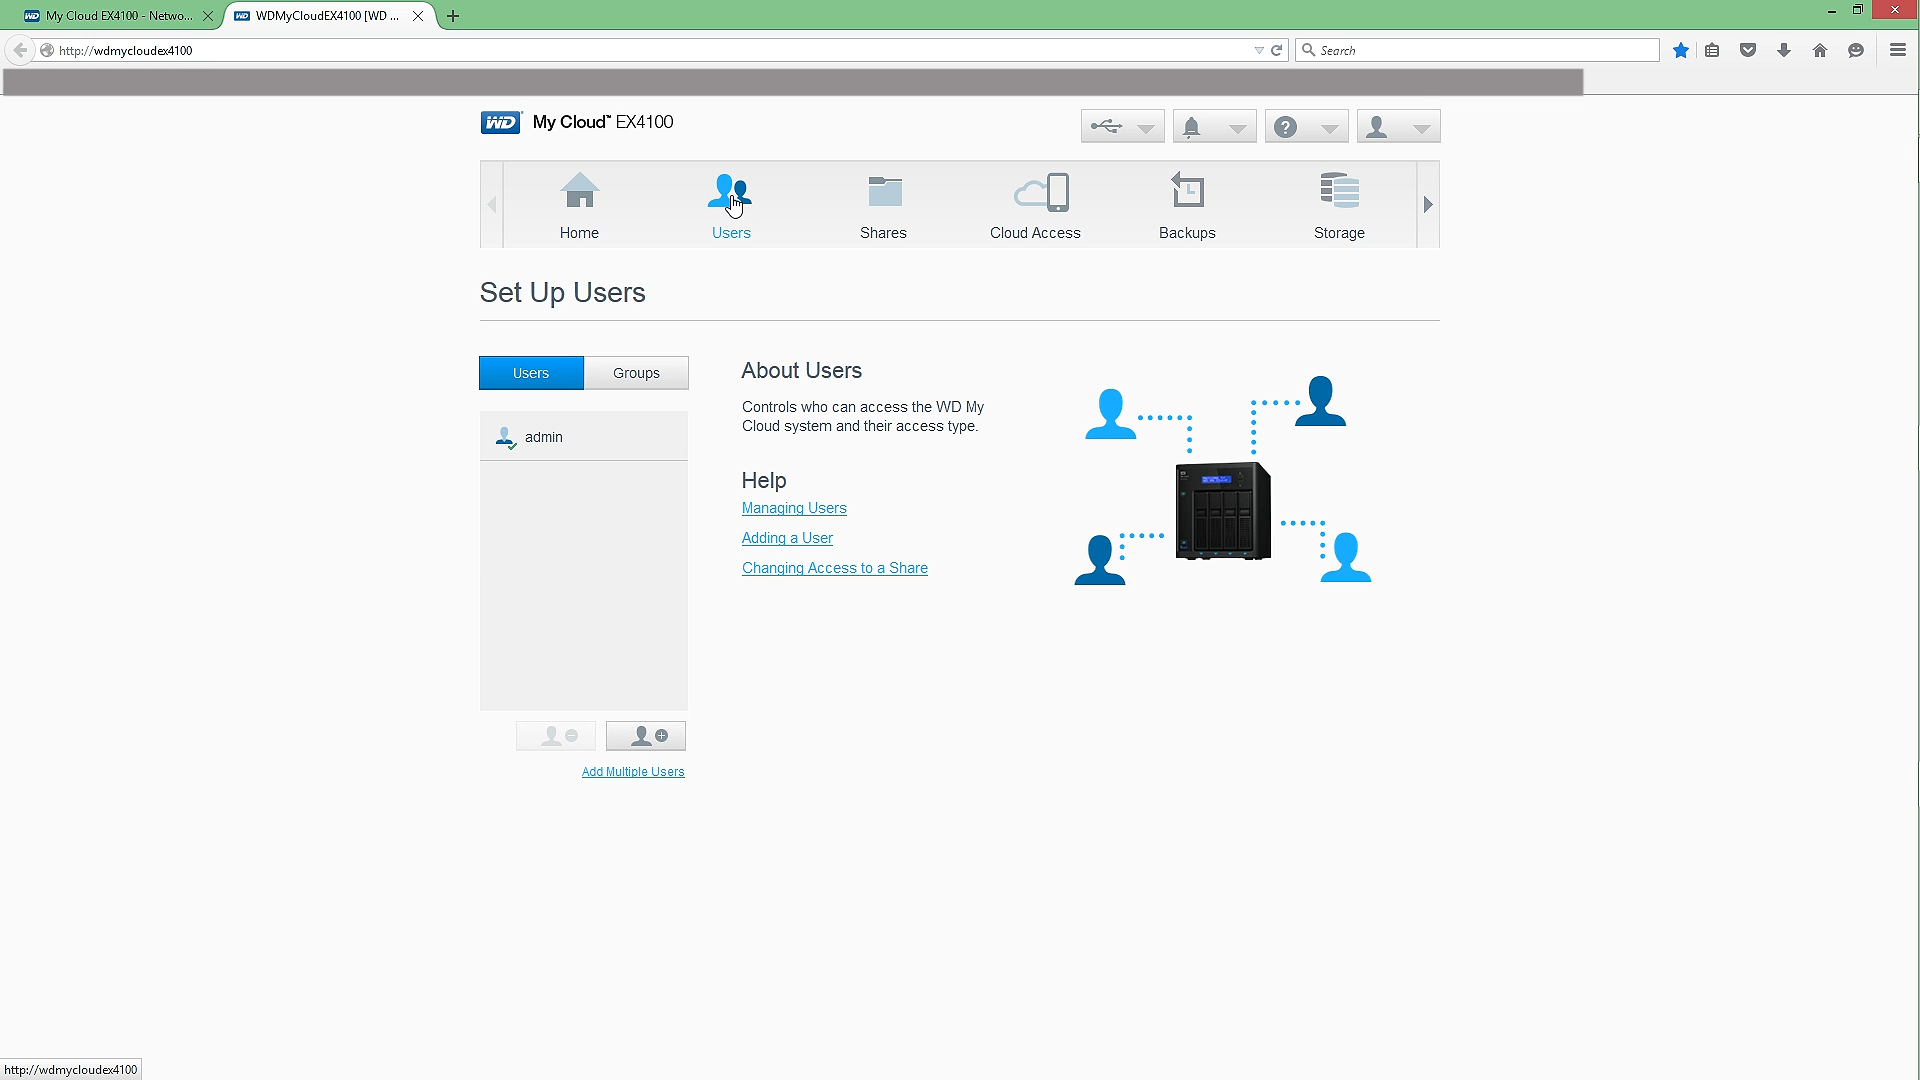 My Cloud EX4100 - Netwo...
WDMyCloudEX4100 [WD ...
http://wdmycloudex4100
Search
WD My Cloud™ EX4100
Home
Users
Shares
Cloud Access
Backups
Storage
Set Up Users
Users
Groups
admin
About Users
Controls who can access the WD My
Cloud system and their access type.
Help
Managing Users
Adding a User
Changing Access to a Share
Add Multiple Users
http://wdmycloudex4100